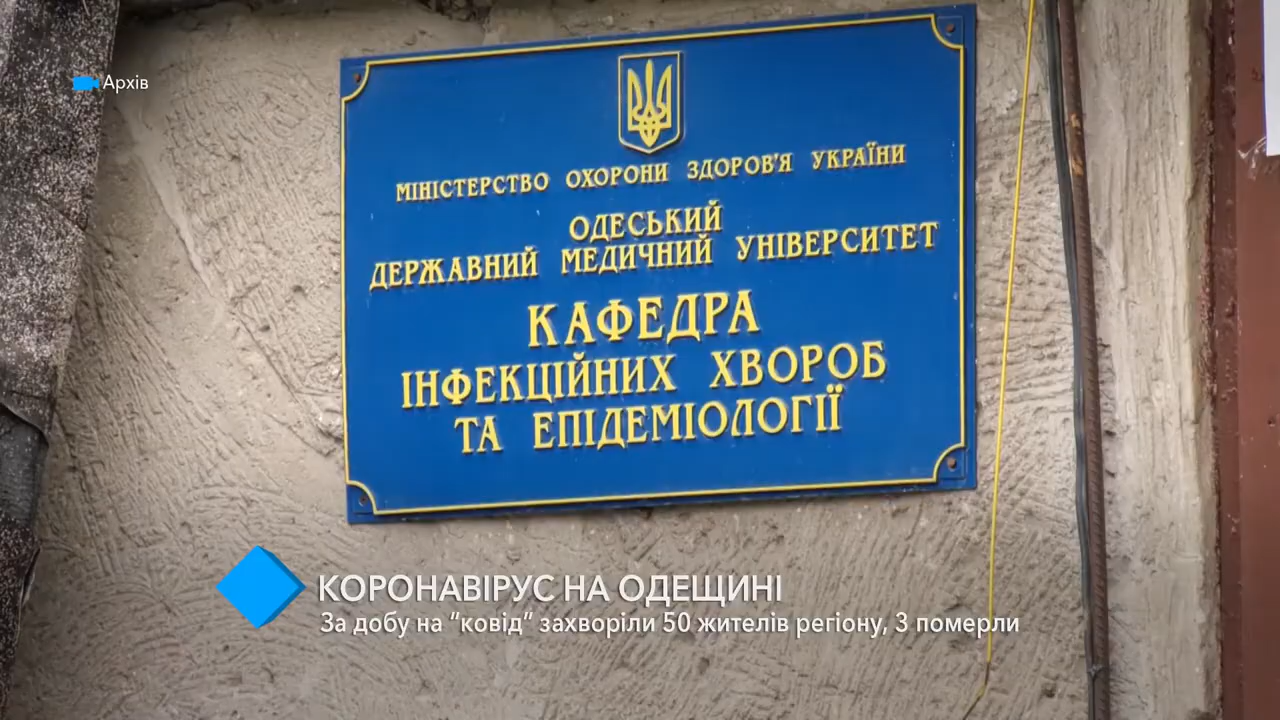 Архів
МІНІСТЕРСТВО ОХОРОНИ ЗДОРОВ'Я УКРАЇНИ
ОДЕСЬКИЙ
ДЕРЖАВНИЙ МЕДИЧНИЙ УНІВЕРСИТЕТ
КАФЕДРА
ІНФЕКЦІЙНИХ ХВОРОБ
ТА ЕПІДЕМІОЛОГІЇ
КОРОНАВІРУС НА ОДЕЩИНІ
За добу на "ковід" захворіли 50 жителів регіону, 3 померли